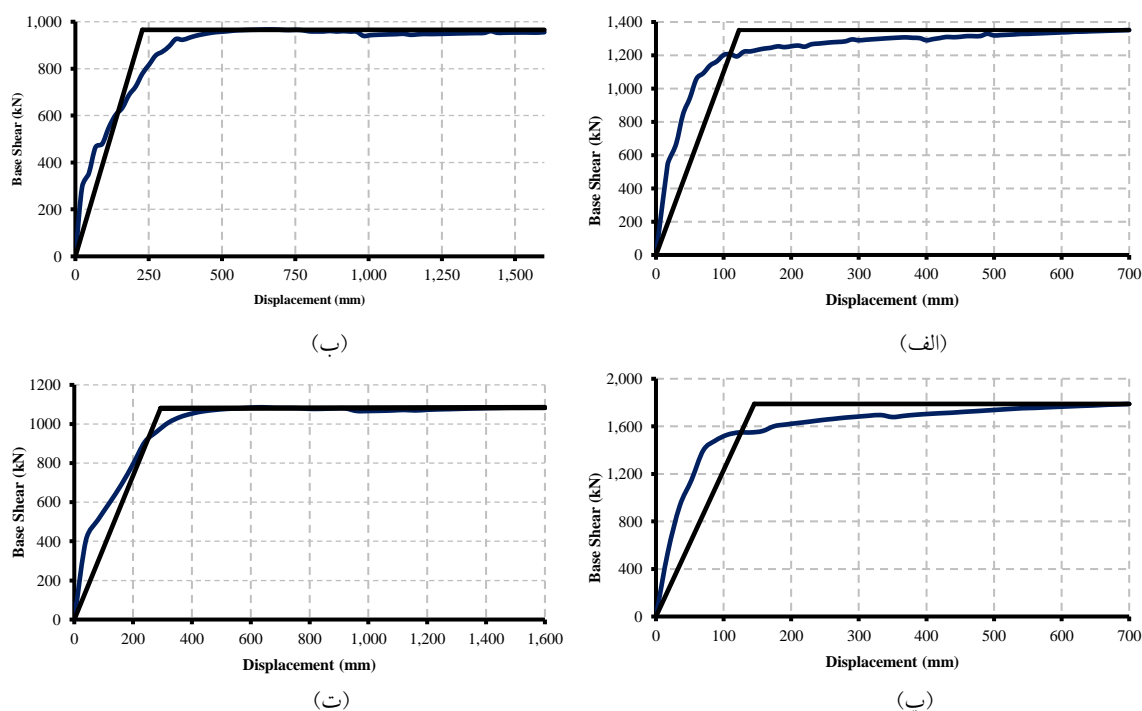 1,400
1,200
1,000
800
600
400
200
0
Base Shear (kN)
0 100 200 300 400 500 600 700
Displacement (mm)
(الف)
1,000
800
600
400
200
0
Base Shear (kN)
0 250 500 750 1,000 1,250 1,500
Displacement (mm)
(ب)
2,000
1,600
1,200
800
400
0
Base Shear (kN)
0 100 200 300 400 500 600 700
Displacement (mm)
(پ)
1200
1000
800
600
400
200
0
Base Shear (kN)
0 200 400 600 800 1,000 1,200 1,400 1,600
Displacement (mm)
(ت)